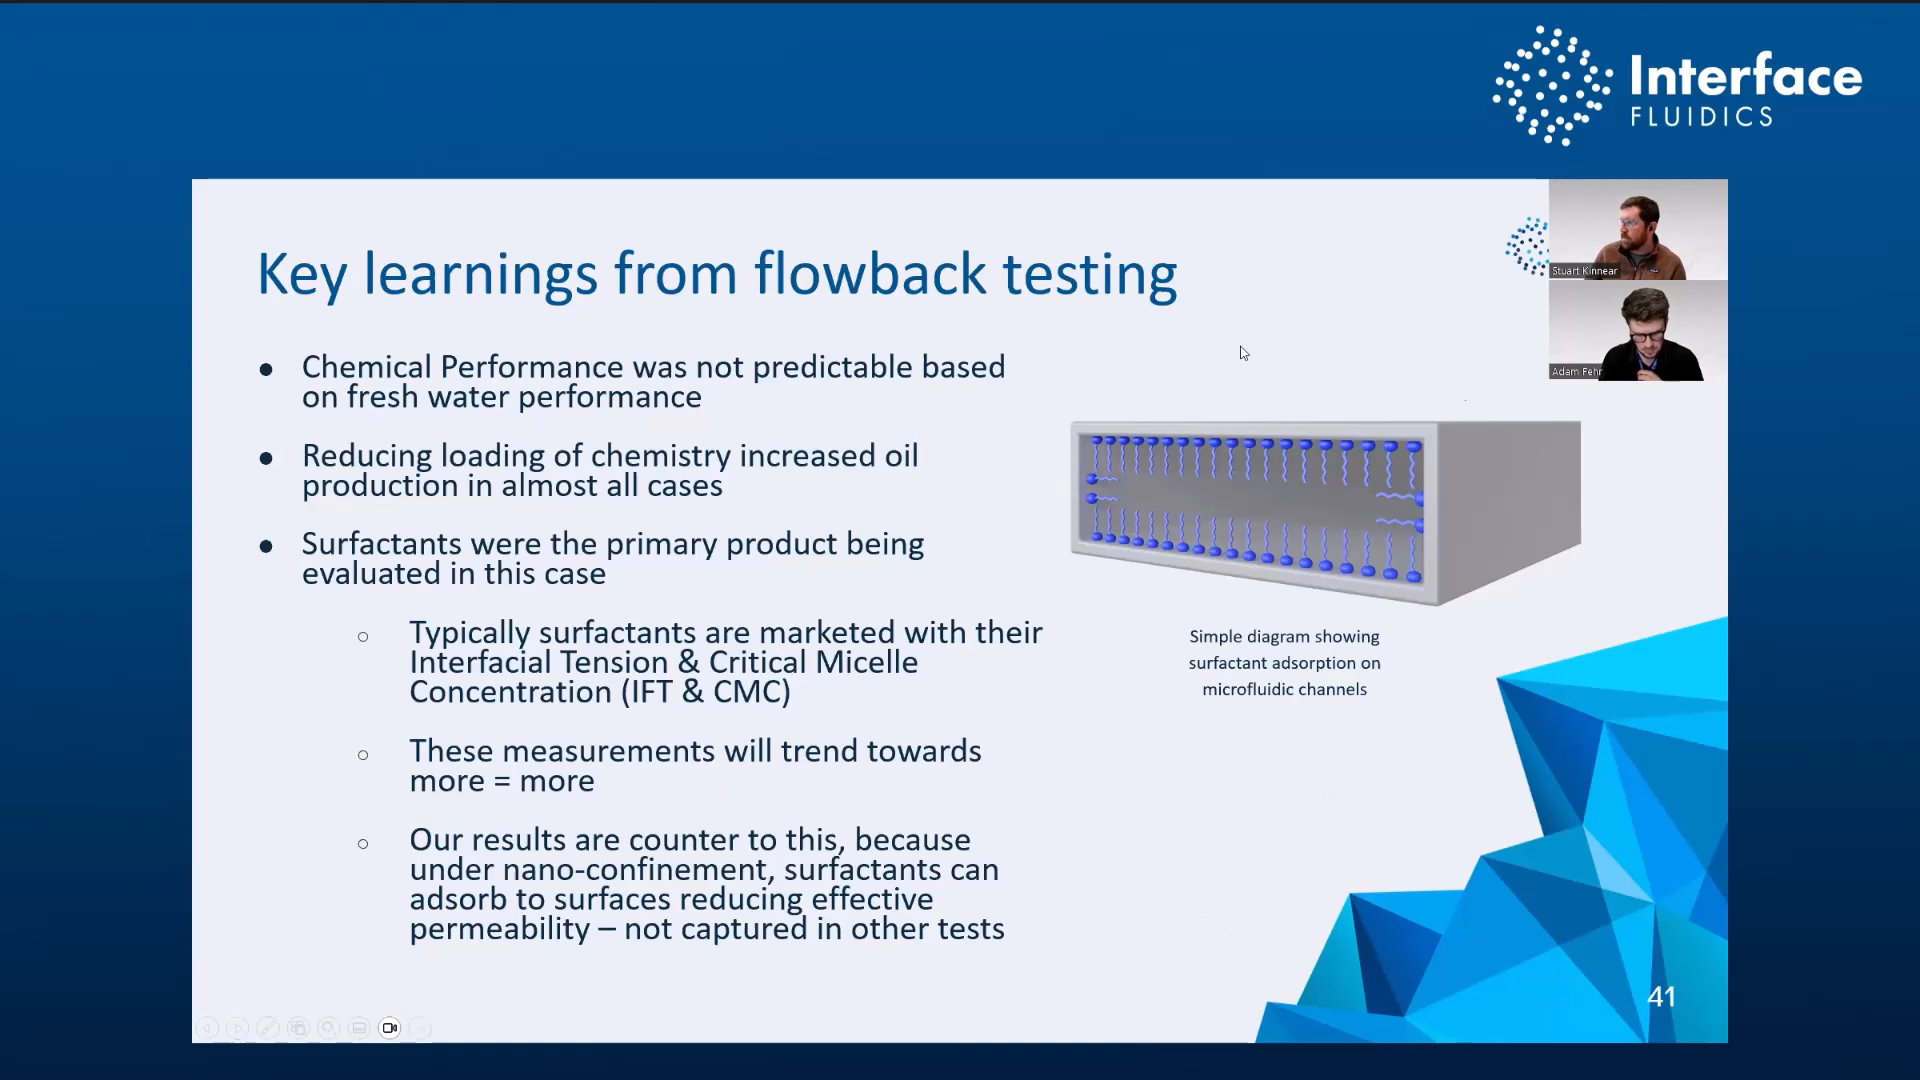 Interface
FLUIDICS
Key learnings from flowback testing
Stuart Kinnear
Adam Fehr
● Chemical Performance was not predictable based
on fresh water performance
● Reducing loading of chemistry increased oil
production in almost all cases
● Surfactants were the primary product being
evaluated in this case
○ Typically surfactants are marketed with their
Interfacial Tension & Critical Micelle
Concentration (IFT & CMC)
○ These measurements will trend towards
more = more
○ Our results are counter to this, because
under nano-confinement, surfactants can
adsorb to surfaces reducing effective
permeability – not captured in other tests
Simple diagram showing
surfactant adsorption on
microfluidic channels
41